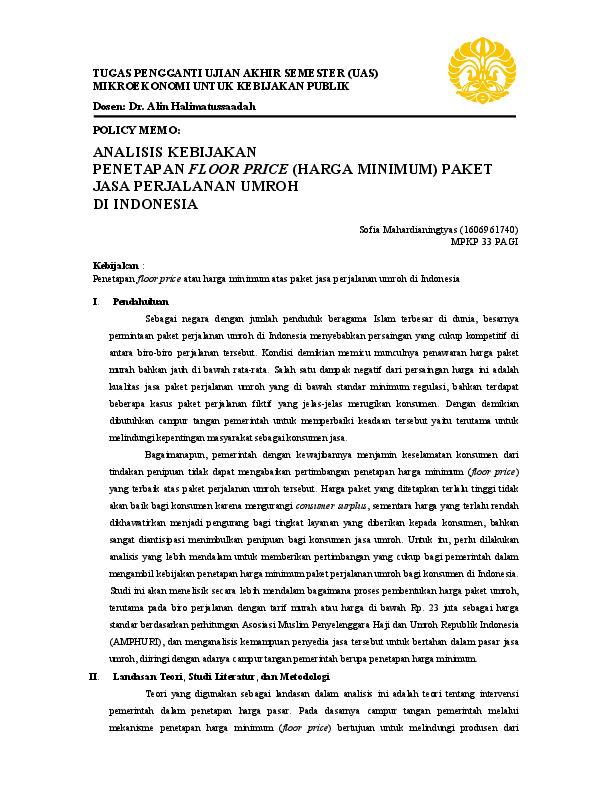 TUGAS PENGGANTI UJIAN AKHIR SEMESTER (UAS)
MIKROEKONOMI UNTUK KEBIJAKAN PUBLIK
Dosen: Dr. Alin Halimatussaadah
POLICY MEMO:
ANALISIS KEBIJAKAN
PENETAPAN FLOOR PRICE (HARGA MINIMUM) PAKET
JASA PERJALANAN UMROH
DI INDONESIA
Sofia Mahardianingtyas (1606961740)
MPKP 33 PAGI
Kebijakan :
Penetapan floor price atau harga minimum atas paket jasa perjalanan umroh di Indonesia
I. Pendahuluan
Sebagai negara dengan jumlah penduduk beragama Islam terbesar di dunia, besarnya
permintaan paket perjalanan umroh di Indonesia menyebabkan persaingan yang cukup kompetitif di
antara biro-biro perjalanan tersebut. Kondisi demikian memicu munculnya penawaran harga paket
murah bahkan jauh di bawah rata-rata. Salah satu dampak negatif dari persaingan harga ini adalah
kualitas jasa paket perjalanan umroh yang di bawah standar minimum regulasi, bahkan terdapat
beberapa kasus paket perjalanan fiktif yang jelas-jelas merugikan konsumen. Dengan demikian
dibutuhkan campur tangan pemerintah untuk memperbaiki keadaan tersebut yaitu terutama untuk
melindungi kepentingan masyarakat sebagai konsumen jasa.
Bagaimanapun, pemerintah dengan kewajibannya menjamin keselamatan konsumen dari
tindakan penipuan tidak dapat mengabaikan pertimbangan penetapan harga minimum (floor price)
yang terbaik atas paket perjalanan umroh tersebut. Harga paket yang ditetapkan terlalu tinggi tidak
akan baik bagi konsumen karena mengurangi consumer surplus, sementara harga yang terlalu rendah
dikhawatirkan menjadi pengurang bagi tingkat layanan yang diberikan kepada konsumen, bahkan
sangat diantisipasi menimbulkan penipuan bagi konsumen jasa umroh. Untuk itu, perlu dilakukan
analisis yang lebih mendalam untuk memberikan pertimbangan yang cukup bagi pemerintah dalam
mengambil kebijakan penetapan harga minimum paket perjalanan umroh bagi konsumen di Indonesia.
Studi ini akan menelisik secara lebih mendalam bagaimana proses pembentukan harga paket umroh,
terutama pada biro perjalanan dengan tarif murah atau harga di bawah Rp. 23 juta sebagai harga
standar berdasarkan perhitungan Asosiasi Muslim Penyelenggara Haji dan Umroh Republik Indonesia
(AMPHURI), dan menganalisis kemampuan penyedia jasa tersebut untuk bertahan dalam pasar jasa
umroh, diiringi dengan adanya campur tangan pemerintah berupa penetapan harga minimum.
II. Landasan Teori, Studi Literatur, dan Metodologi
Teori yang digunakan sebagai landasan dalam analisis ini adalah teori tentang intervensi
pemerintah dalam penetapan harga pasar. Pada dasarnya campur tangan pemerintah melalui
mekanisme penetapan harga minimum (floor price) bertujuan untuk melindungi produsen dari